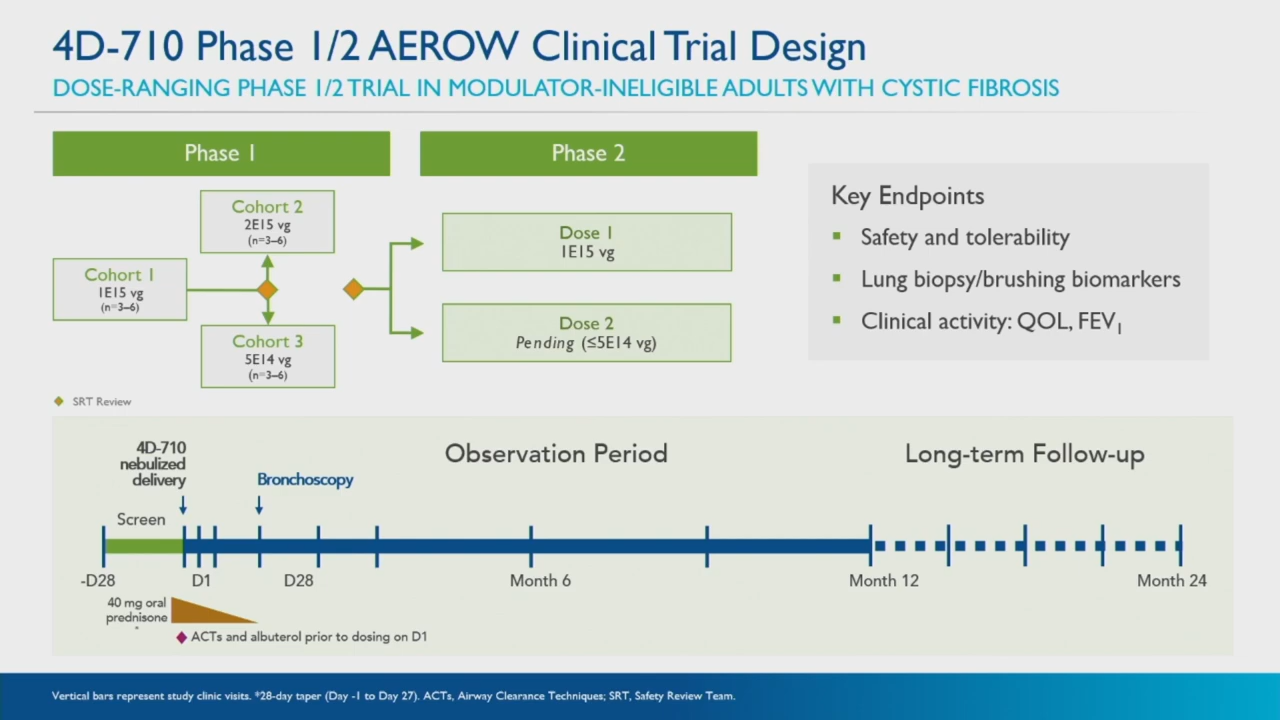 4D-710 Phase 1/2 AEROW Clinical Trial Design
DOSE-RANGING PHASE 1/2 TRIAL IN MODULATOR-INELIGIBLE ADULTS WITH CYSTIC FIBROSIS
Phase 1
Phase 2
Cohort 1
1E15 vg
(n=3–6)
Cohort 2
2E15 vg
(n=3–6)
Cohort 3
5E14 vg
(n=3–6)
Dose 1
1E15 vg
Dose 2
Pending (≤5E14 vg)
Key Endpoints
▪ Safety and tolerability
▪ Lung biopsy/brushing biomarkers
▪ Clinical activity: QOL, FEV₁
SRT Review
4D-710
nebulized
delivery
Bronchoscopy
Observation Period
Long-term Follow-up
Screen
-D28
D1
D28
Month 6
Month 12
Month 24
40 mg oral
prednisone
*
ACTs and albuterol prior to dosing on D1
Vertical bars represent study clinic visits. *28-day taper (Day -1 to Day 27). ACTs, Airway Clearance Techniques; SRT, Safety Review Team.